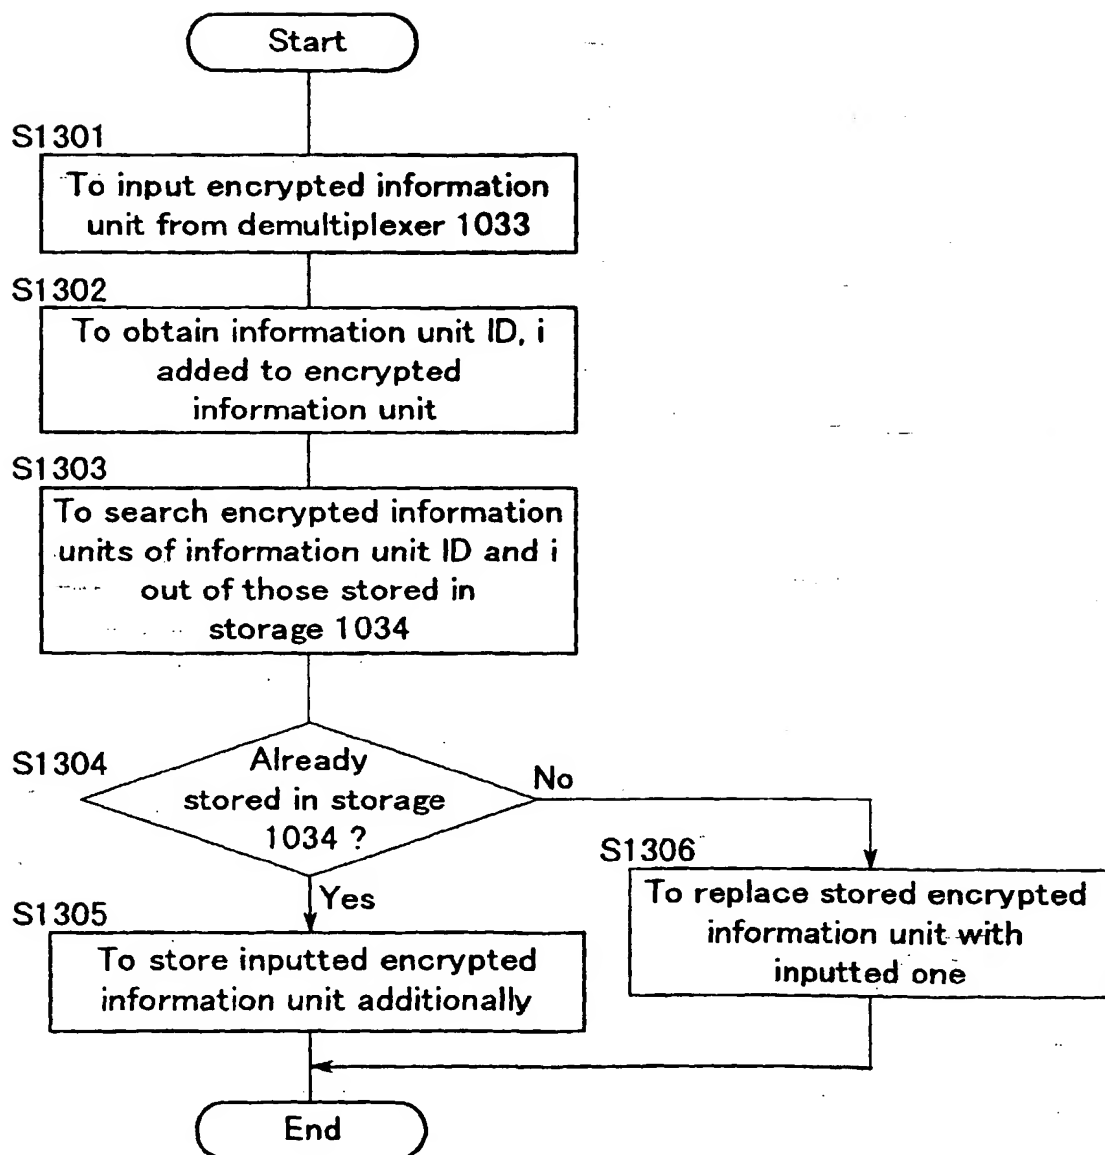 Start
S1301
To input encrypted information
unit from demultiplexer 1033
S1302
To obtain information unit ID, i
added to encrypted
information unit
S1303
To search encrypted information
units of information unit ID and i
out of those stored in
storage 1034
S1304
Already
stored in storage
1034 ?
No
Yes
S1305
To store inputted encrypted
information unit additionally
S1306
To replace stored encrypted
information unit with
inputted one
End